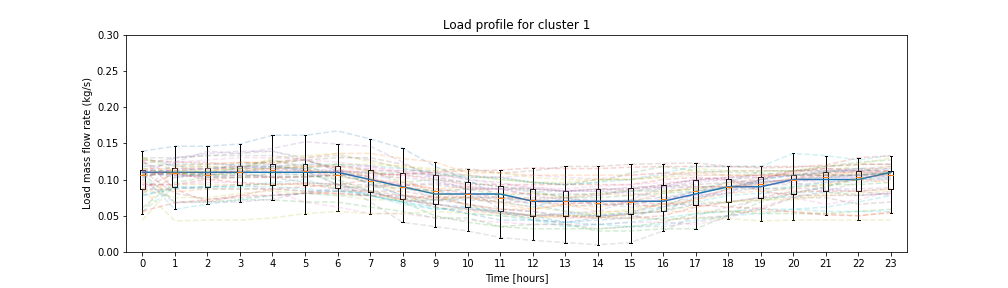 Load profile for cluster 1
0.30
0.25
0.20
0.15
0.10
0.05
0.00
Load mass flow rate (kg/s)
0 1 2 3 4 5 6 7 8 9 10 11 12 13 14 15 16 17 18 19 20 21 22 23
Time [hours]